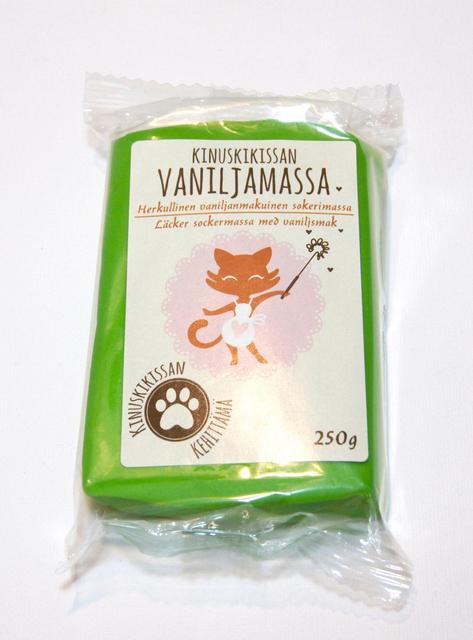 KINUSKIKISSAN
VANILJAMASSA
Herkullinen vaniljanmakuinen sokerimassa
Läcker sockermassa med vaniljsmak
KINUSKIKISSAN
KEHITTÄMÄ
250g